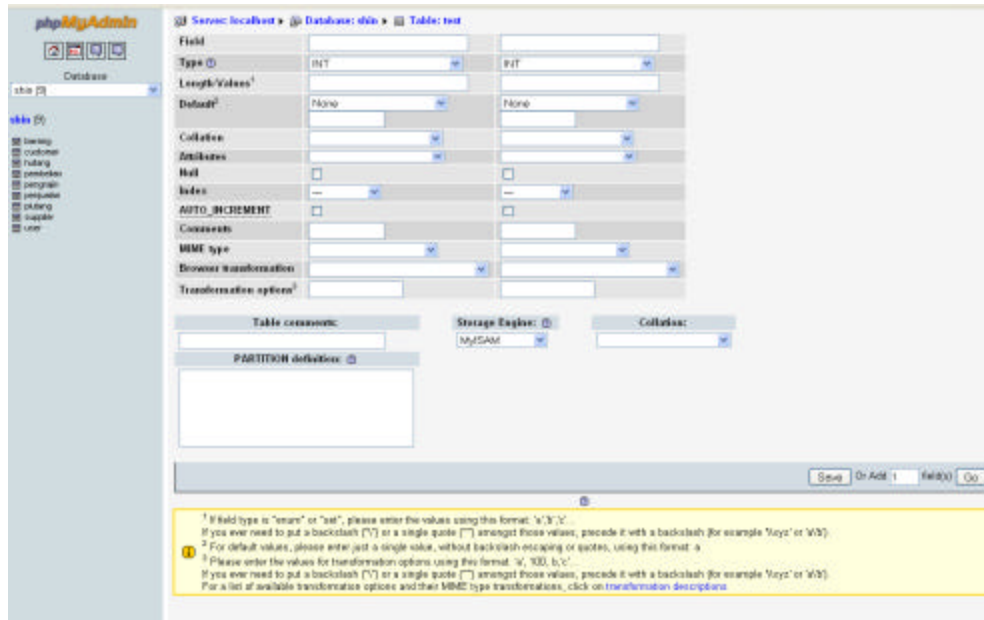 phpMyAdmin
Server: localhost ▸ Database: shin ▸ Table: test
Database
shin (9)
shin (9)
barang
customer
hutang
pembelian
pengirim
penjualan
piutang
supplier
user
Field
Type
INT
INT
Length/Values1
Default2
None
None
Collation
Attributes
Null
Index
---
---
AUTO_INCREMENT
Comments
MIME type
Browser transformation
Transformation options3
Table comments:
Storage Engine:
Collation:
MyISAM
PARTITION definition:
Save
Or Add 1 field(s) Go
1 If field type is "enum" or "set", please enter the values using this format: 'a','b','c'...
If you ever need to put a backslash ("\") or a single quote ("'") amongst those values, precede it with a backslash (for example '\\xyz' or 'a\'b').
2 For default values, please enter just a single value, without backslash escaping or quotes, using this format: a
3 Please enter the values for transformation options using this format: 'a', 100, b,'c'...
If you ever need to put a backslash ("\") or a single quote ("'") amongst those values, precede it with a backslash (for example '\\xyz' or 'a\'b').
For a list of available transformation options and their MIME type transformations, click on transformation descriptions